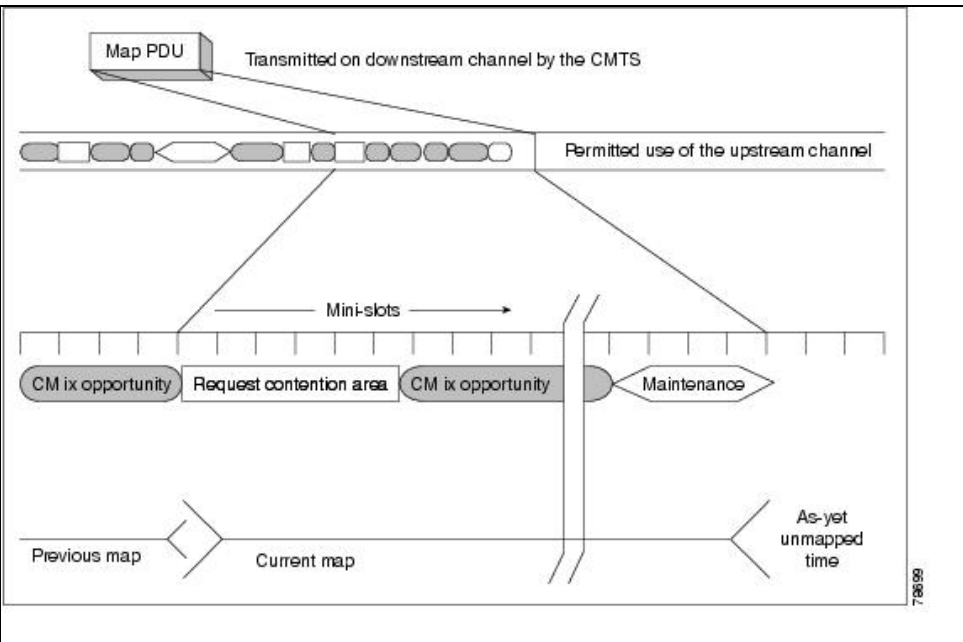 Map PDU
Transmitted on downstream channel by the CMTS
Permitted use of the upstream channel
Mini-slots
CM ix opportunity
Request contention area
CM ix opportunity
Maintenance
Previous map
Current map
As-yet
unmapped
time
78699